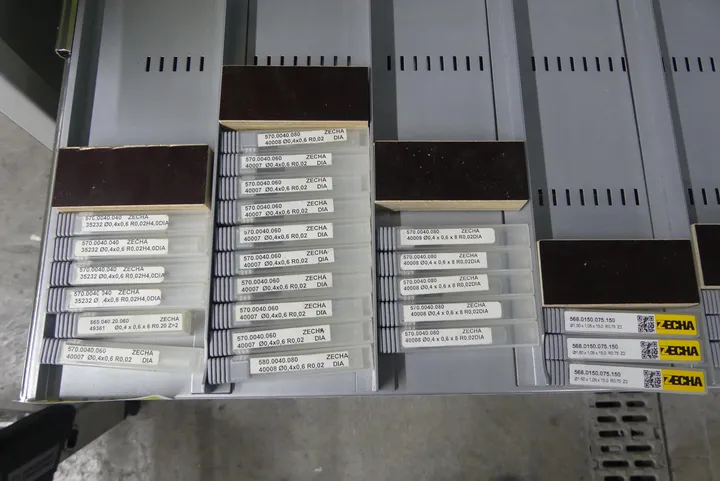 570.0040.040 ZECHA
35232 Ø0,4x0,6 R0,02H4,0DIA
570.0040.040 ZECHA
35232 Ø0,4x0,6 R0,02H4,0DIA
570.0040 040 ZECHA
35232 Ø0,4x0,6 R0,02H4,0DIA
570.0040 040 ZECHA
35232 Ø0,4x0,6 R0,02H4,0DIA
565.040 20.060 ZECHA
49361 Ø0,4 x 0,6 x 6 R0.20 Z=2
570.0040.060 ZECHA
40007 Ø0,4x0,6 R0,02 DIA
570.0040.080 ZECHA
40008 Ø0,4x0,6 R0,02 DIA
570.0040.060 ZECHA
40007 Ø0,4x0,6 R0,02 DIA
570.0040.060 ZECHA
40007 Ø0,4x0,6 R0,02 DIA
570.0040.060 ZECHA
40007 Ø0,4x0,6 R0,02 DIA
570.0040.060 ZECHA
40007 Ø0,4x0,6 R0,02 DIA
570.0040.060 ZECHA
40007 Ø0,4x0,6 R0,02 DIA
570.0040.060 ZECHA
40007 Ø0,4x0,6 R0,02 DIA
570.0040.060 ZECHA
40007 Ø0,4x0,6 R0,02 DIA
570.0040.060 ZECHA
40007 Ø0,4x0,6 R0,02 DIA
580.0040.080 ZECHA
40008 Ø0,4x0,6 R0,02 DIA
570.0040.080 ZECHA
40009 Ø0,4 x 0,6 x 8 R0,02DIA
570.0040.080 ZECHA
40008 Ø0,4 x 0,6 x 8 R0,02DIA
570.0040.080 ZECHA
40008 Ø0,4 x 0,6 x 8 R0,02DIA
570.0040.080 ZECHA
40008 Ø0,4 x 0,6 x 8 R0,02DIA
570.0040.080 ZECHA
40008 Ø0,4 x 0,6 x 8 R0,02DIA
568.0150.075.150
ZECHA
568.0150.075.150
ZECHA
568.0150.075.150
ZECHA